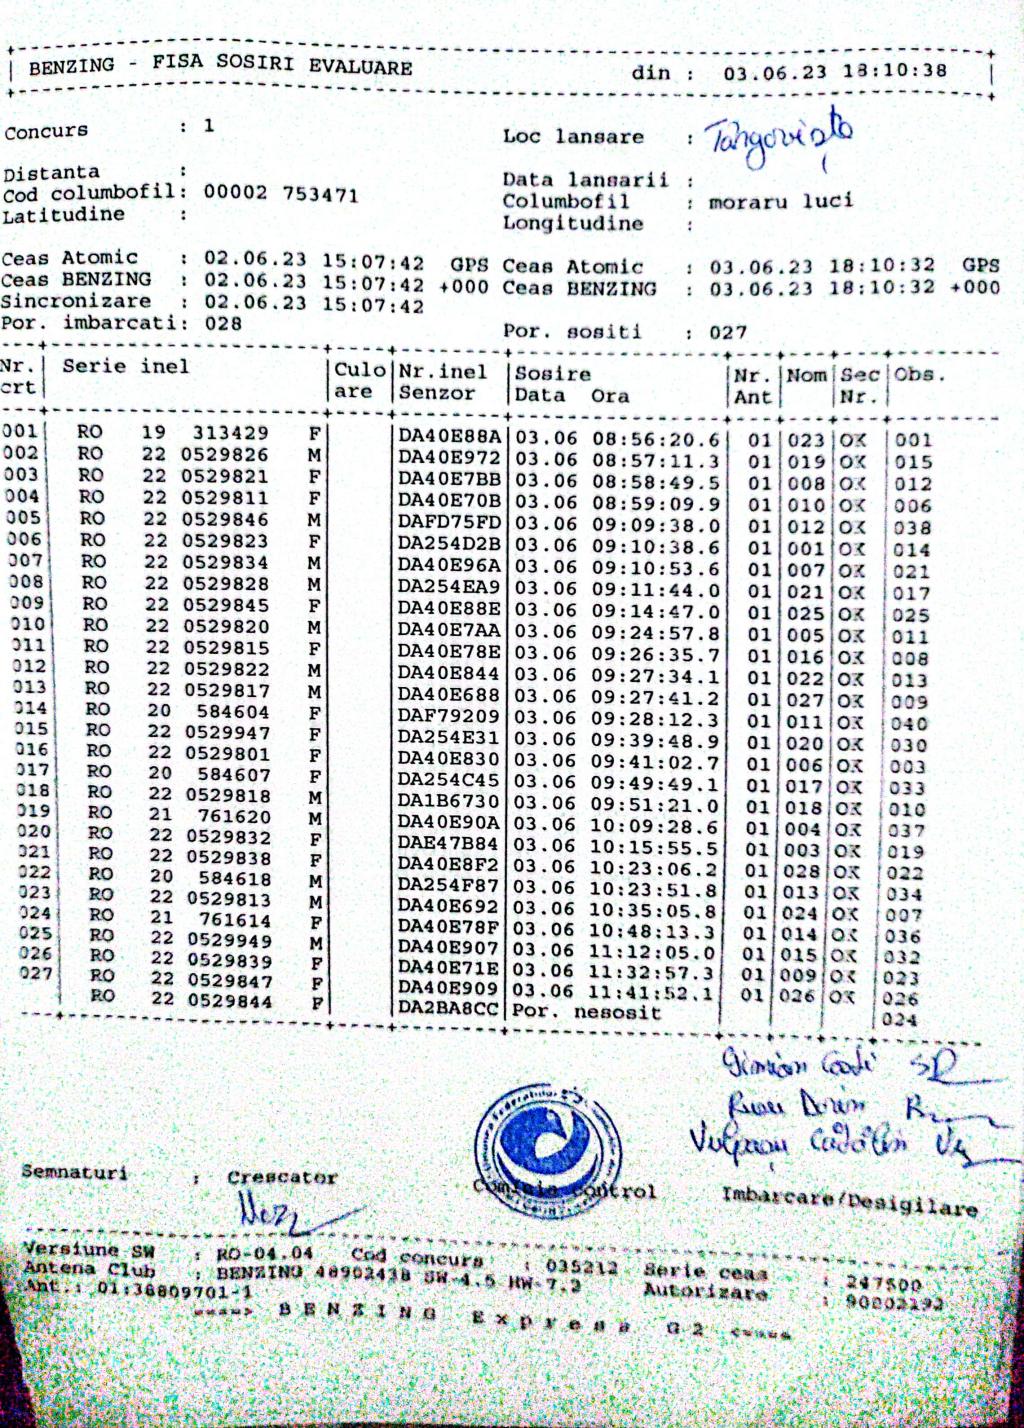 BENZING - FISA SOSIRI EVALUARE din : 03.06.23 18:10:38
Concurs : 1 Loc lansare :
Distanta : Data lansarii :
Cod columbofil: 00002 753471 Columbofil : moraru luci
Latitudine : Longitudine :
Ceas Atomic : 02.06.23 15:07:42 GPS Ceas Atomic : 03.06.23 18:10:32 GPS
Ceas BENZING : 02.06.23 15:07:42 +000 Ceas BENZING : 03.06.23 18:10:32 +000
Sincronizare : 02.06.23 15:07:42
Por. imbarcati: 028 Por. sositi : 027
Nr. Serie inel Culo Nr.inel Sosire Nr. Nom Sec Obs.
crt are Senzor Data Ora Ant Nr.
001 RO 19 313429 F DA40E88A 03.06 08:56:20.6 01 023 OK 001
002 RO 22 0529826 M DA40E972 03.06 08:57:11.3 01 019 OK 015
003 RO 22 0529821 F DA40E7BB 03.06 08:58:49.5 01 008 OK 012
004 RO 22 0529811 F DA40E70B 03.06 08:59:09.9 01 010 OK 006
005 RO 22 0529846 M DAFD75FD 03.06 09:09:38.0 01 012 OK 038
006 RO 22 0529823 F DA254D2B 03.06 09:10:38.6 01 001 OK 014
007 RO 22 0529834 M DA40E96A 03.06 09:10:53.6 01 007 OK 021
008 RO 22 0529828 M DA254EA9 03.06 09:11:44.0 01 021 OK 017
009 RO 22 0529845 F DA40E88E 03.06 09:14:47.0 01 025 OK 025
010 RO 22 0529820 M DA40E7AA 03.06 09:24:57.8 01 005 OK 011
011 RO 22 0529815 F DA40E78E 03.06 09:26:35.7 01 016 OK 008
012 RO 22 0529822 M DA40E844 03.06 09:27:34.1 01 022 OK 013
013 RO 22 0529817 M DA40E688 03.06 09:27:41.2 01 027 OK 009
014 RO 20 584604 F DAF79209 03.06 09:28:12.3 01 011 OK 040
015 RO 22 0529947 F DA254E31 03.06 09:39:48.9 01 020 OK 030
016 RO 22 0529801 F DA40E830 03.06 09:41:02.7 01 006 OK 003
017 RO 20 584607 F DA254C45 03.06 09:49:49.1 01 017 OK 033
018 RO 22 0529818 M DA1B6730 03.06 09:51:21.0 01 018 OK 010
019 RO 21 761620 M DA40E90A 03.06 10:09:28.6 01 004 OK 037
020 RO 22 0529832 F DAE47B84 03.06 10:15:55.5 01 003 OK 019
021 RO 22 0529838 F DA40E8F2 03.06 10:23:06.2 01 028 OK 022
022 RO 20 584618 M DA254F87 03.06 10:23:51.8 01 013 OK 034
023 RO 22 0529813 M DA40E692 03.06 10:35:05.8 01 024 OK 007
024 RO 21 761614 F DA40E78F 03.06 10:48:13.3 01 014 OK 036
025 RO 22 0529949 M DA40E907 03.06 11:12:05.0 01 015 OK 032
026 RO 22 0529839 F DA40E71E 03.06 11:32:57.3 01 009 OK 023
027 RO 22 0529847 F DA40E909 03.06 11:41:52.1 01 026 OK 026
RO 22 0529844 F DA2BA8CC Por. nesosit 024
Semnaturi : Crescator Comisie control Imbarcare/Desigilare
Versiune SW : RO-04.04 Cod concurs : 035212 Serie ceas : 247500
Antena Club : BENZING 48902438 SW-4.5 HW-7.2 Autorizare : 90802192
Ant.: 01:38809701-1
====> B E N Z I N G E x p r e s s G 2 <====